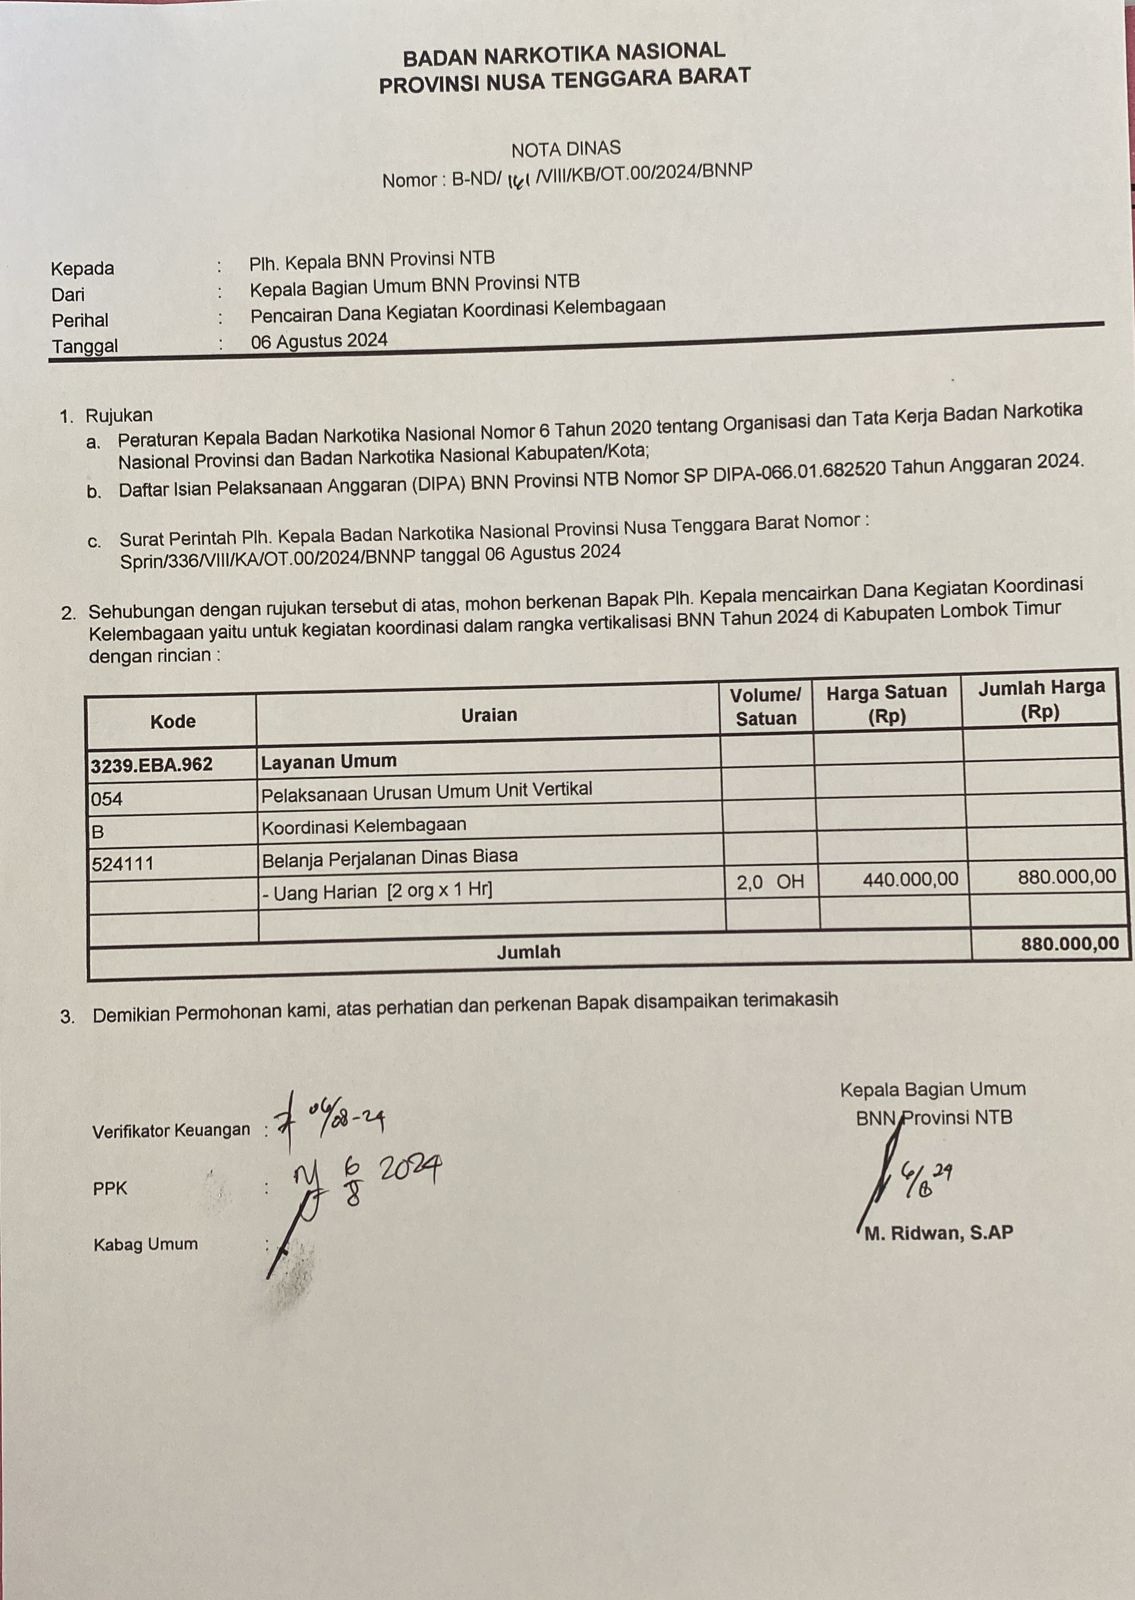 BADAN NARKOTIKA NASIONAL
PROVINSI NUSA TENGGARA BARAT
NOTA DINAS
Nomor : B-ND/ 161 /VIII/KB/OT.00/2024/BNNP
Kepada : Plh. Kepala BNN Provinsi NTB
Dari : Kepala Bagian Umum BNN Provinsi NTB
Perihal : Pencairan Dana Kegiatan Koordinasi Kelembagaan
Tanggal : 06 Agustus 2024
1. Rujukan
a. Peraturan Kepala Badan Narkotika Nasional Nomor 6 Tahun 2020 tentang Organisasi dan Tata Kerja Badan Narkotika
Nasional Provinsi dan Badan Narkotika Nasional Kabupaten/Kota;
b. Daftar Isian Pelaksanaan Anggaran (DIPA) BNN Provinsi NTB Nomor SP DIPA-066.01.682520 Tahun Anggaran 2024.
c. Surat Perintah Plh. Kepala Badan Narkotika Nasional Provinsi Nusa Tenggara Barat Nomor :
Sprin/336/VIII/KA/OT.00/2024/BNNP tanggal 06 Agustus 2024
2. Sehubungan dengan rujukan tersebut di atas, mohon berkenan Bapak Plh. Kepala mencairkan Dana Kegiatan Koordinasi
Kelembagaan yaitu untuk kegiatan koordinasi dalam rangka vertikalisasi BNN Tahun 2024 di Kabupaten Lombok Timur
dengan rincian :
Kode Uraian Volume/ Satuan Harga Satuan (Rp) Jumlah Harga (Rp)
3239.EBA.962 Layanan Umum
054 Pelaksanaan Urusan Umum Unit Vertikal
B Koordinasi Kelembagaan
524111 Belanja Perjalanan Dinas Biasa
- Uang Harian [2 org x 1 Hr] 2,0 OH 440.000,00 880.000,00
Jumlah 880.000,00
3. Demikian Permohonan kami, atas perhatian dan perkenan Bapak disampaikan terimakasih
Kepala Bagian Umum
BNN Provinsi NTB
Verifikator Keuangan : 06/08-24
PPK : 6/8 2024
6/8 24
Kabag Umum :
M. Ridwan, S.AP